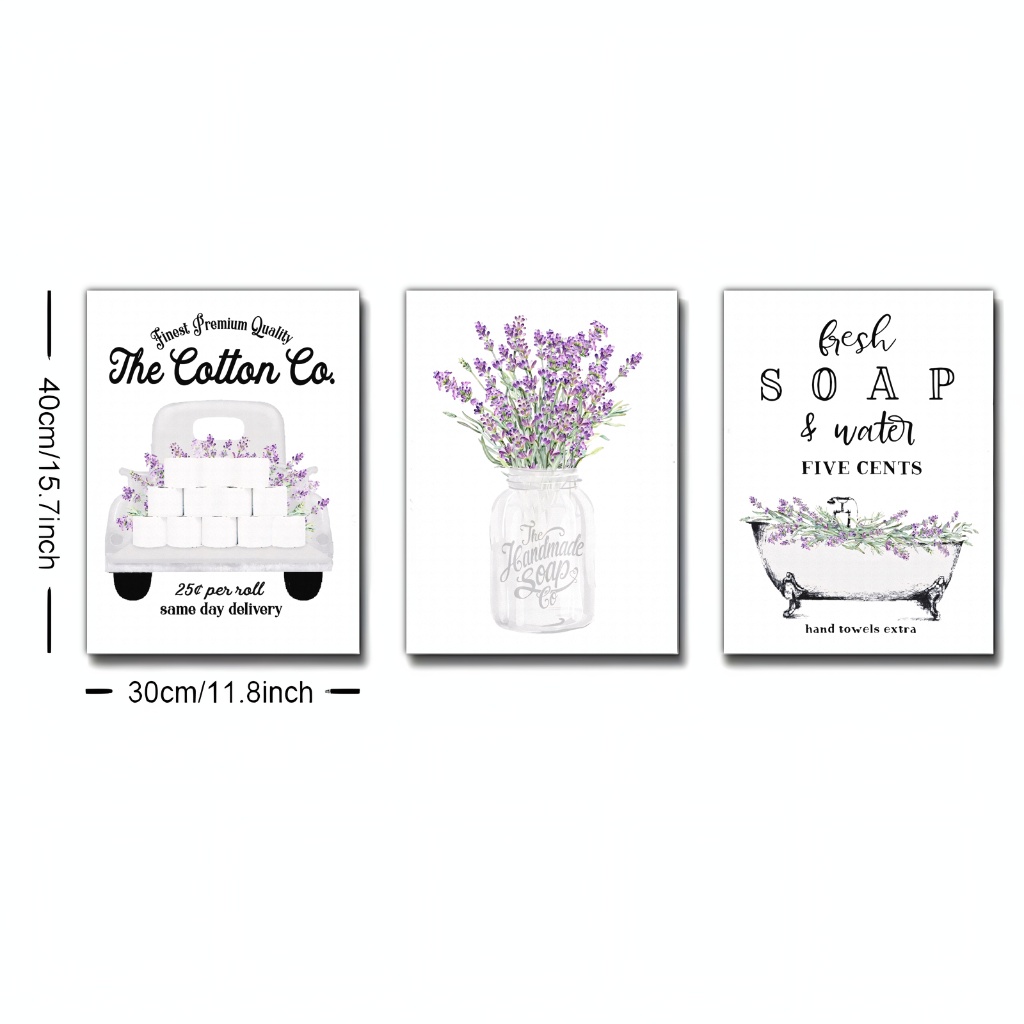 40cm/15.7inch
Finest Premium Quality
The Cotton Co.
25¢ per roll
same day delivery
30cm/11.8inch
The
Handmade
Soap
Co
fresh
SOAP
& water
FIVE CENTS
hand towels extra